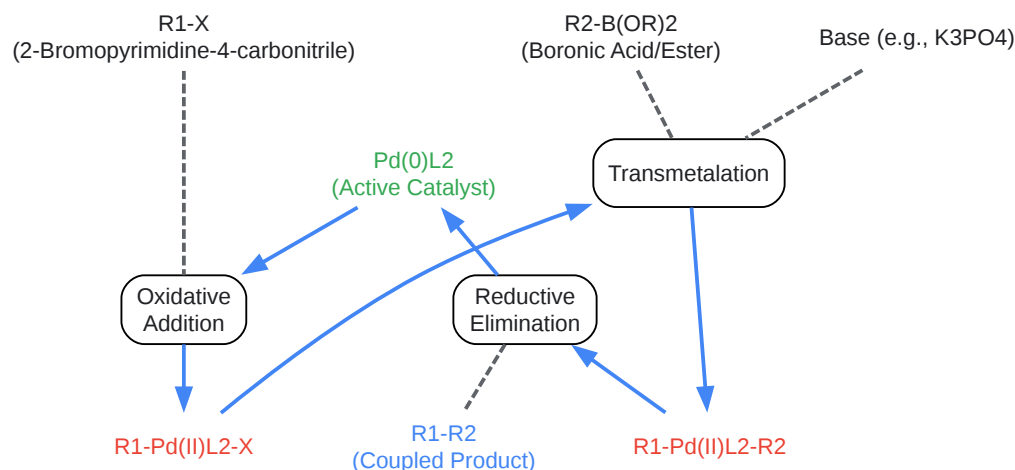 R1-X
(2-Bromopyrimidine-4-carbonitrile)
R2-B(OR)2
(Boronic Acid/Ester)
Base (e.g., K3PO4)
Pd(0)L2
(Active Catalyst)
Transmetalation
Oxidative
Addition
Reductive
Elimination
R1-Pd(II)L2-X
R1-R2
(Coupled Product)
R1-Pd(II)L2-R2